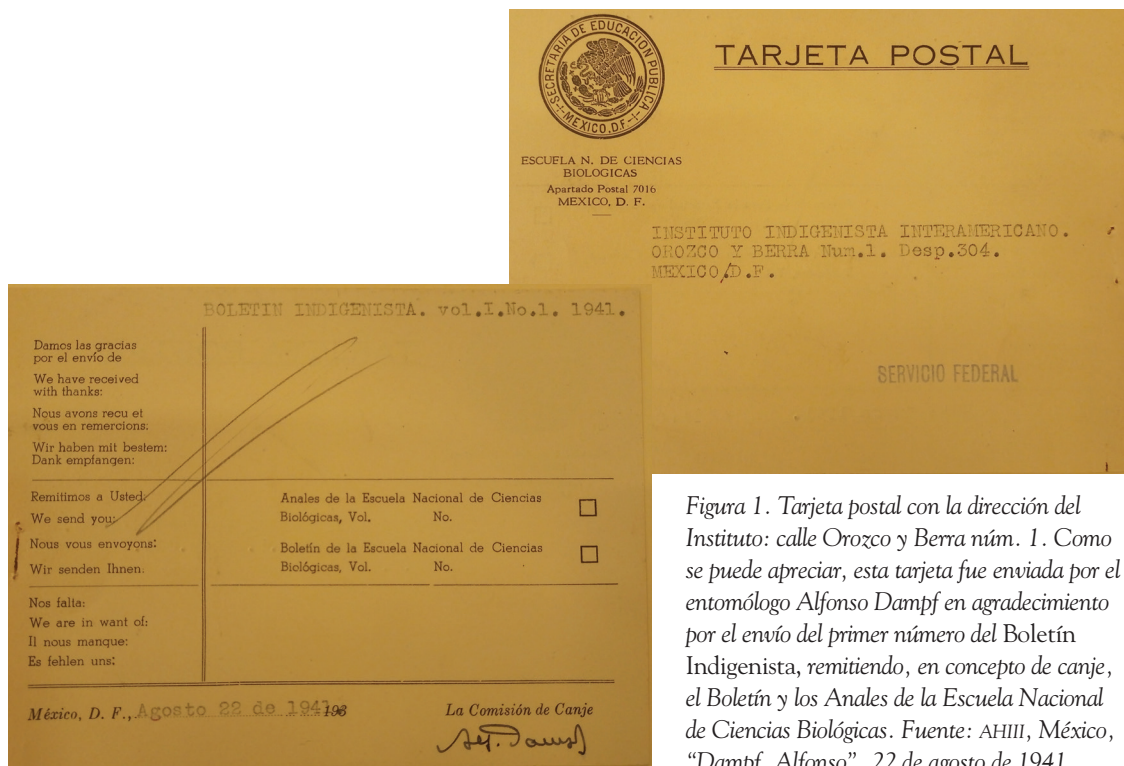 SECRETARIA DE EDUCACION PUBLICA
MEXICO, D.F.
TARJETA POSTAL
ESCUELA N. DE CIENCIAS
BIOLOGICAS
Apartado Postal 7016
MEXICO, D. F.
INSTITUTO INDIGENISTA INTERAMERICANO.
OROZCO Y BERRA Num.1. Desp.304.
MEXICO,D.F.
SERVICIO FEDERAL
BOLETIN INDIGENISTA. vol.I.No.1. 1941.
Damos las gracias
por el envío de
We have received
with thanks:
Nous avons recu et
vous en remercions:
Wir haben mit bestem:
Dank empfangen:
Remitimos a Usted:
We send you:
Nous vous envoyons:
Wir senden Ihnen.
Anales de la Escuela Nacional de Ciencias
Biológicas, Vol. No.
Boletín de la Escuela Nacional de Ciencias
Biológicas, Vol. No.
Nos falta:
We are in want of:
Il nous manque:
Es fehlen uns:
México, D. F., Agosto 22 de 1941. 193
La Comisión de Canje
Alf. Dampf
Figura 1. Tarjeta postal con la dirección del
Instituto: calle Orozco y Berra núm. 1. Como
se puede apreciar, esta tarjeta fue enviada por el
entomólogo Alfonso Dampf en agradecimiento
por el envío del primer número del Boletín
Indigenista, remitiendo, en concepto de canje,
el Boletín y los Anales de la Escuela Nacional
de Ciencias Biológicas. Fuente: AHIII, México,
"Dampf, Alfonso", 22 de agosto de 1941